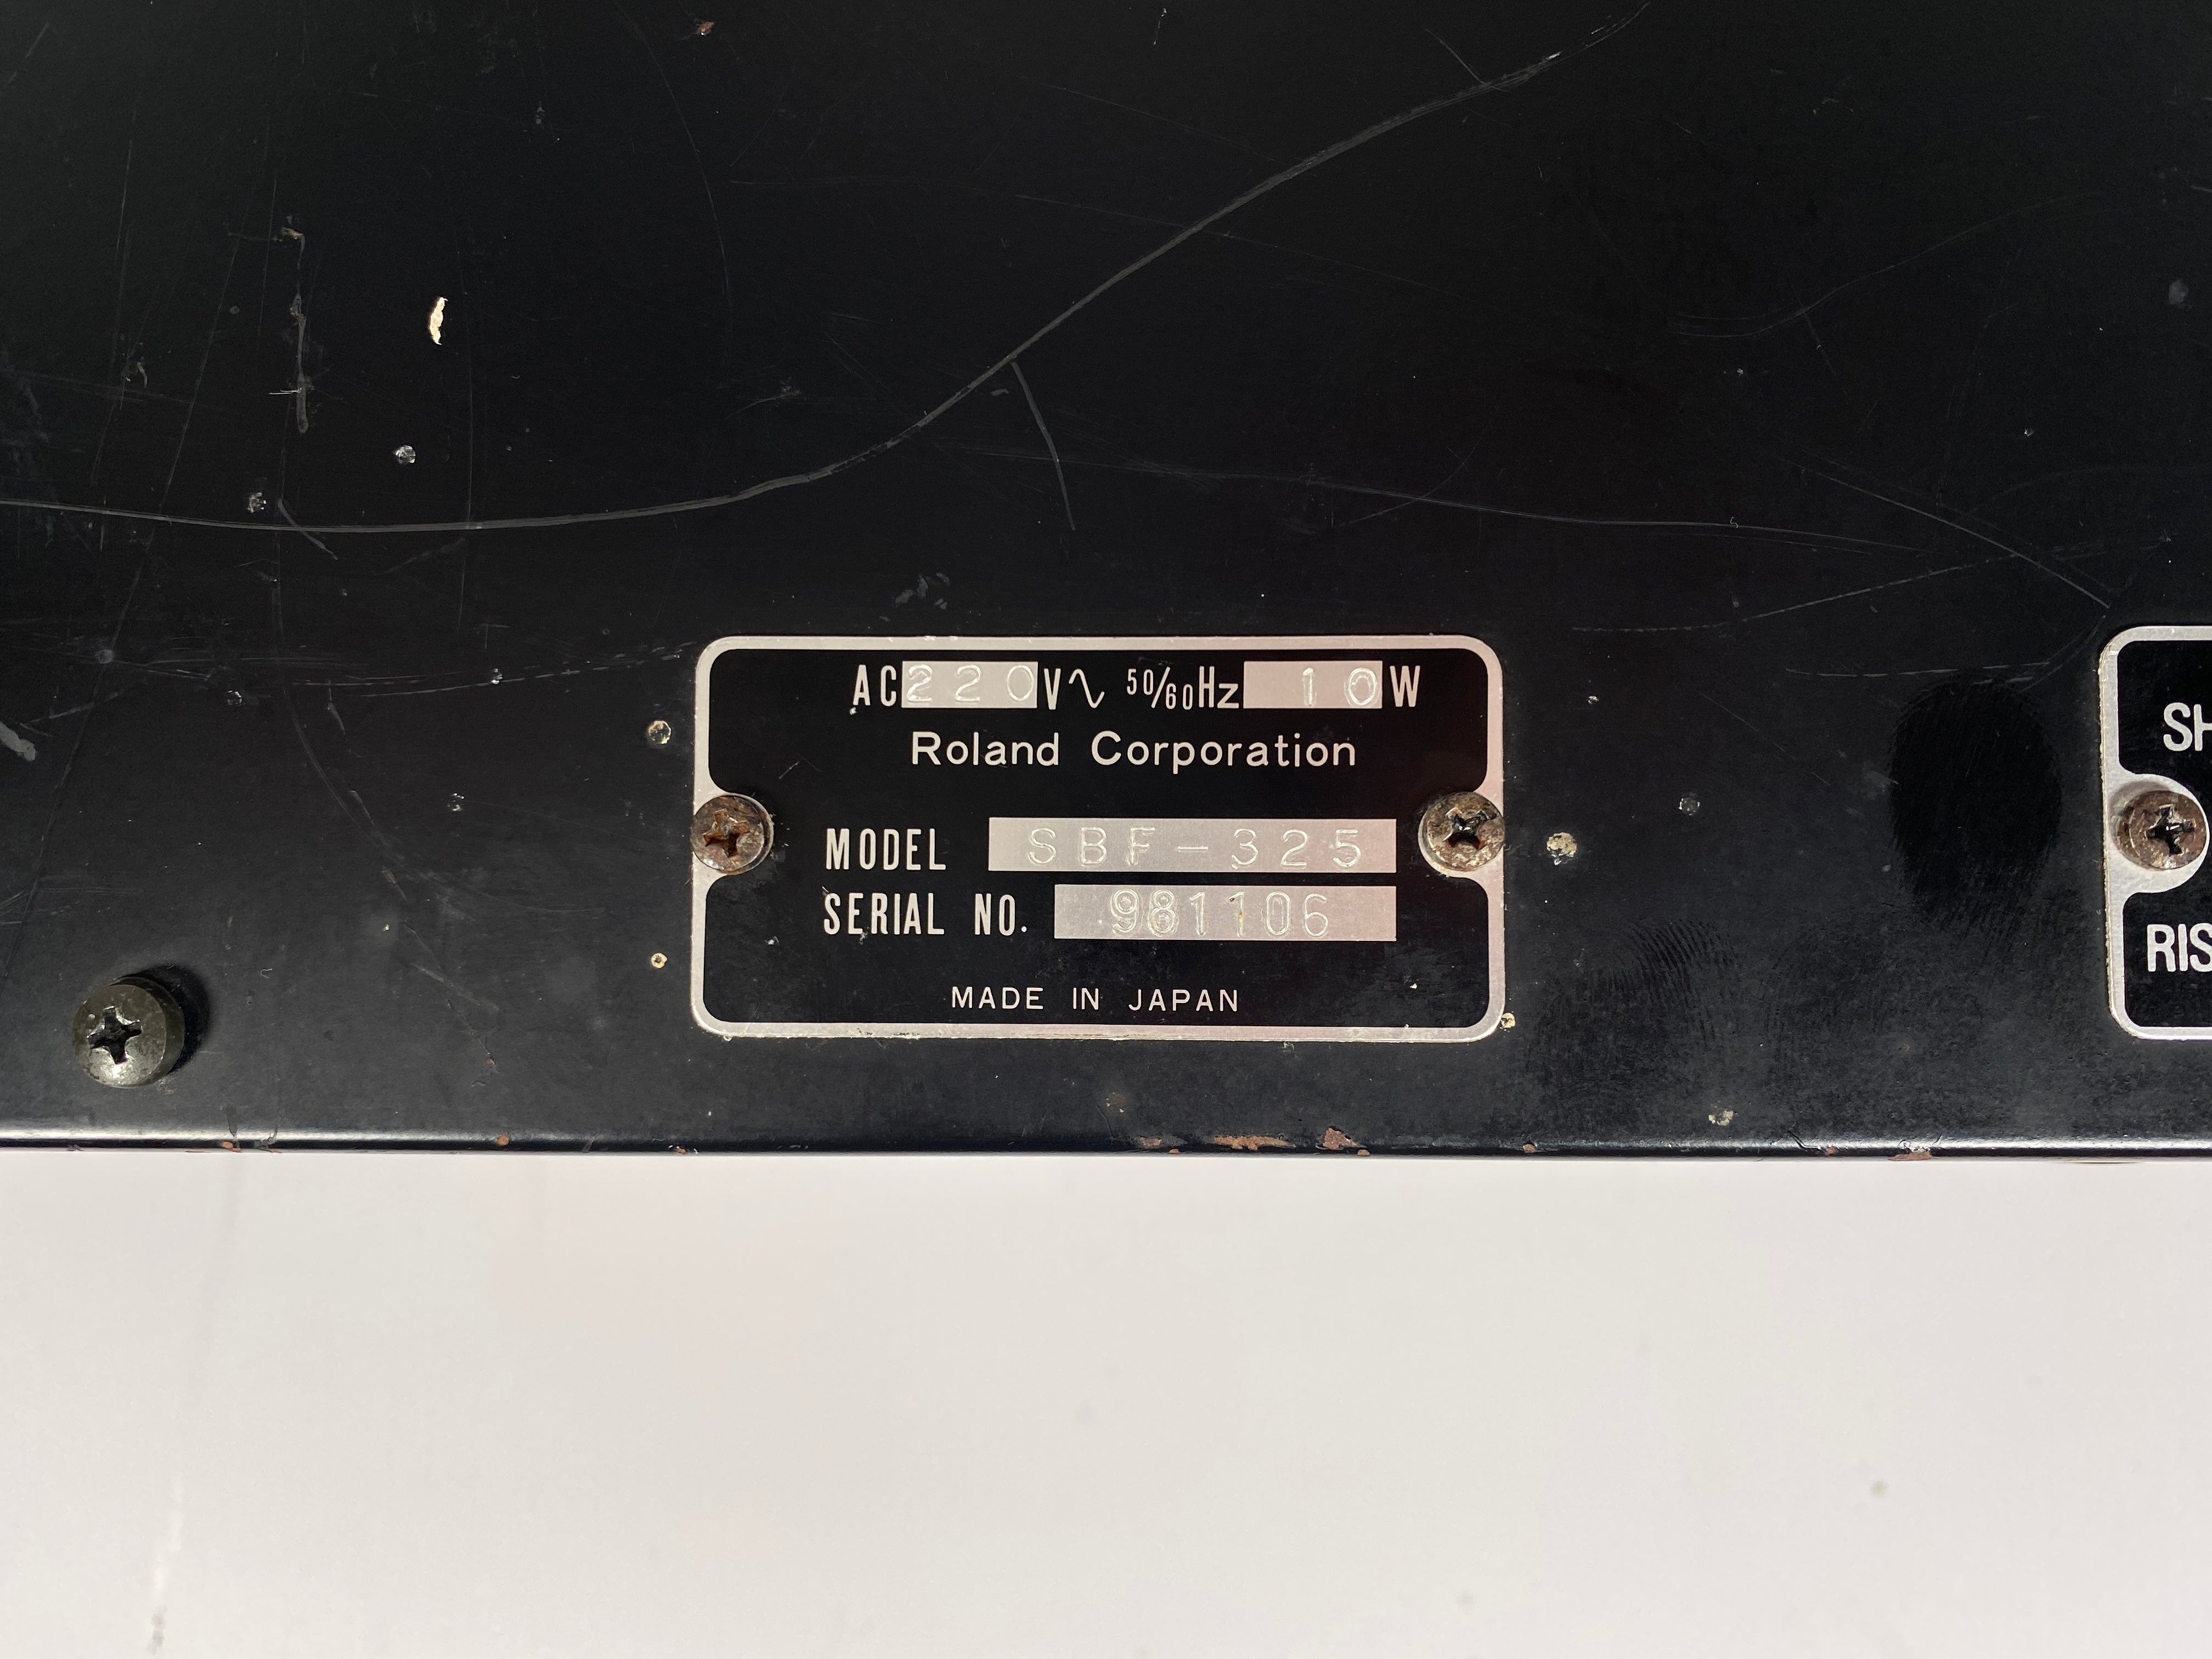 AC220V∿ 50/60Hz 10W
Roland Corporation
MODEL SBF-325
SERIAL NO. 981106
MADE IN JAPAN
SH
RIS